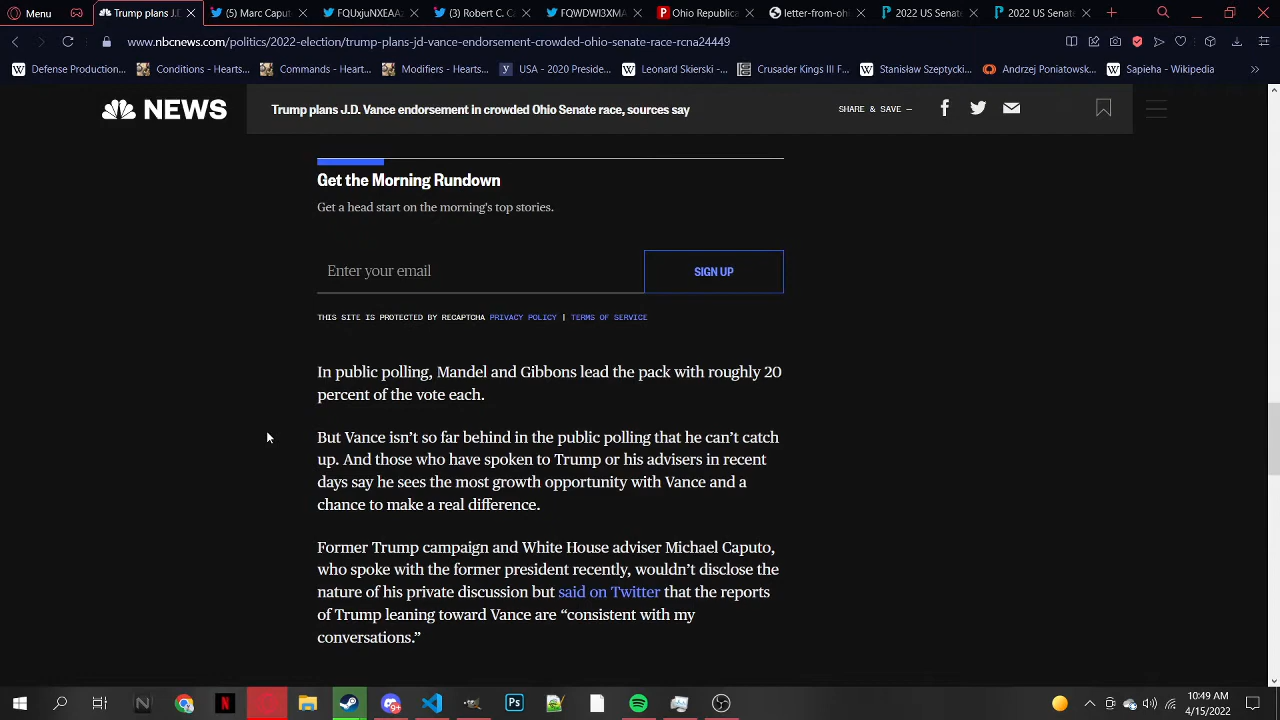 Menu
Trump plans J.D.
(5) Marc Caput
FQUxjuNXEAA
(3) Robert C. C
FQWDWI3XMA
Ohio Republica
letter-from-ohi
2022 US Senate
2022 US Senate
www.nbcnews.com/politics/2022-election/trump-plans-jd-vance-endorsement-crowded-ohio-senate-race-rcna24449
Defense Production...
Conditions - Hearts...
Commands - Heart...
Modifiers - Hearts...
USA - 2020 Preside...
Leonard Skierski -...
Crusader Kings III F...
Stanisław Szeptycki...
Andrzej Poniatows...
Sapieha - Wikipedia
NEWS
Trump plans J.D. Vance endorsement in crowded Ohio Senate race, sources say
SHARE & SAVE —
Get the Morning Rundown
Get a head start on the morning's top stories.
Enter your email
SIGN UP
THIS SITE IS PROTECTED BY RECAPTCHA PRIVACY POLICY | TERMS OF SERVICE
In public polling, Mandel and Gibbons lead the pack with roughly 20
percent of the vote each.
But Vance isn’t so far behind in the public polling that he can’t catch
up. And those who have spoken to Trump or his advisers in recent
days say he sees the most growth opportunity with Vance and a
chance to make a real difference.
Former Trump campaign and White House adviser Michael Caputo,
who spoke with the former president recently, wouldn’t disclose the
nature of his private discussion but said on Twitter that the reports
of Trump leaning toward Vance are “consistent with my
conversations.”
10:49 AM
4/15/2022